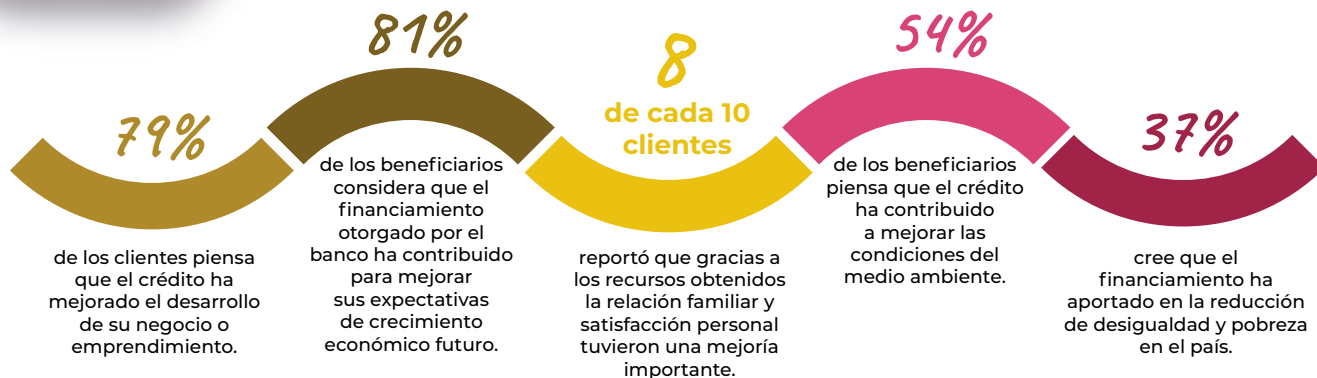 79%
de los clientes piensa
que el crédito ha
mejorado el desarrollo
de su negocio o
emprendimiento.
81%
de los beneficiarios
considera que el
financiamiento
otorgado por el
banco ha contribuido
para mejorar
sus expectativas
de crecimiento
económico futuro.
8
de cada 10
clientes
reportó que gracias a
los recursos obtenidos
la relación familiar y
satisfacción personal
tuvieron una mejoría
importante.
54%
de los beneficiarios
piensa que el crédito
ha contribuido
a mejorar las
condiciones del
medio ambiente.
37%
cree que el
financiamiento ha
aportado en la reducción
de desigualdad y pobreza
en el país.